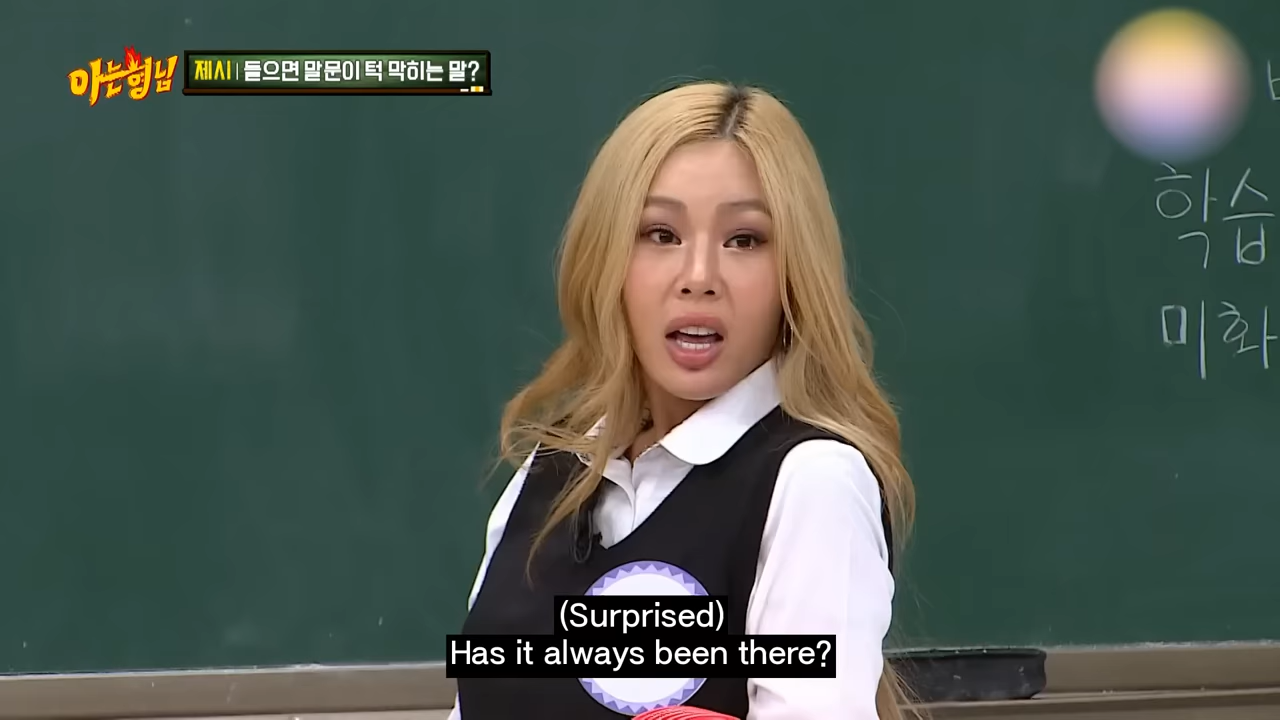 아는형님
제시 | 들으면 말문이 턱 막히는 말?
학습
미화
(Surprised)
Has it always been there?